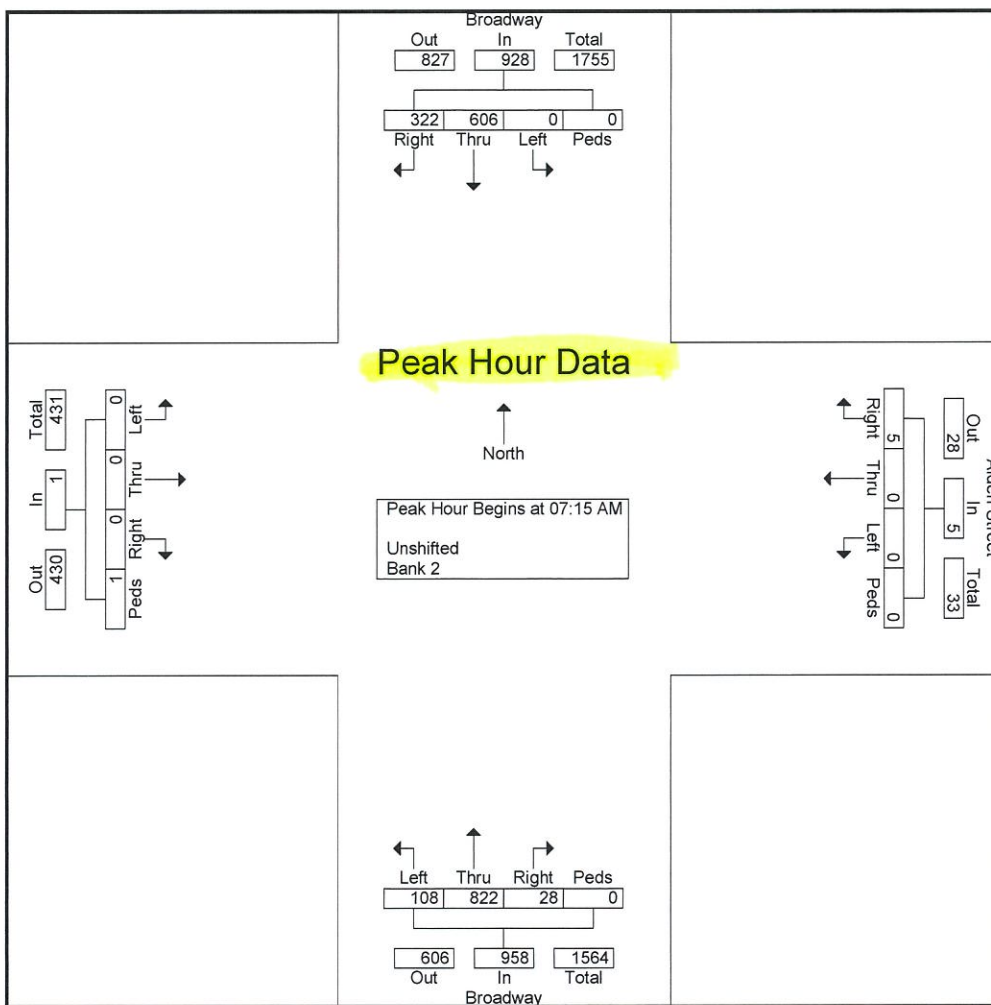 Broadway
Out In Total
827 928 1755
322 606 0 0
Right Thru Left Peds
Peak Hour Data
North
Peak Hour Begins at 07:15 AM
Unshifted
Bank 2
Total In Out
431 1 430
0 0 0 1
Left Thru Right Peds
Out In Total
28 5 33
5 0 0 0
Right Thru Left Peds
Left Thru Right Peds
108 822 28 0
606 958 1564
Out In Total
Broadway